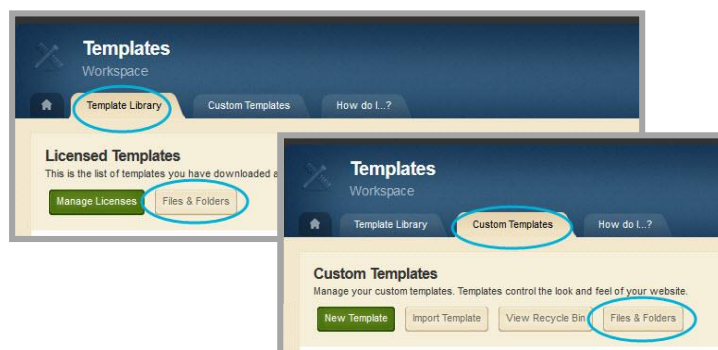 Templates
Workspace
Template Library
Custom Templates
How do I...?
Licensed Templates
This is the list of templates you have downloaded a
Manage Licenses
Files & Folders
Templates
Workspace
Template Library
Custom Templates
How do I...?
Custom Templates
Manage your custom templates. Templates control the look and feel of your website.
New Template
Import Template
View Recycle Bin
Files & Folders